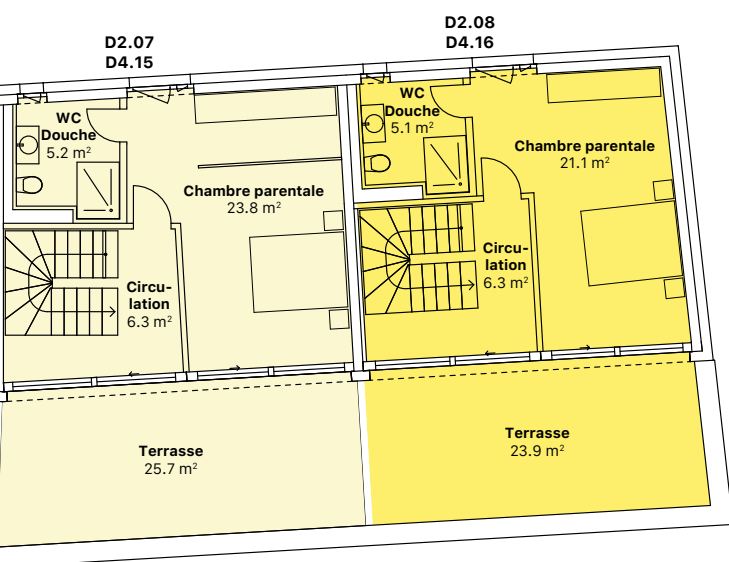 D2.07
D4.15
D2.08
D4.16
WC
Douche
5.2 m²
Chambre parentale
23.8 m²
Circu-
lation
6.3 m²
Terrasse
25.7 m²
WC
Douche
5.1 m²
Chambre parentale
21.1 m²
Circu-
lation
6.3 m²
Terrasse
23.9 m²